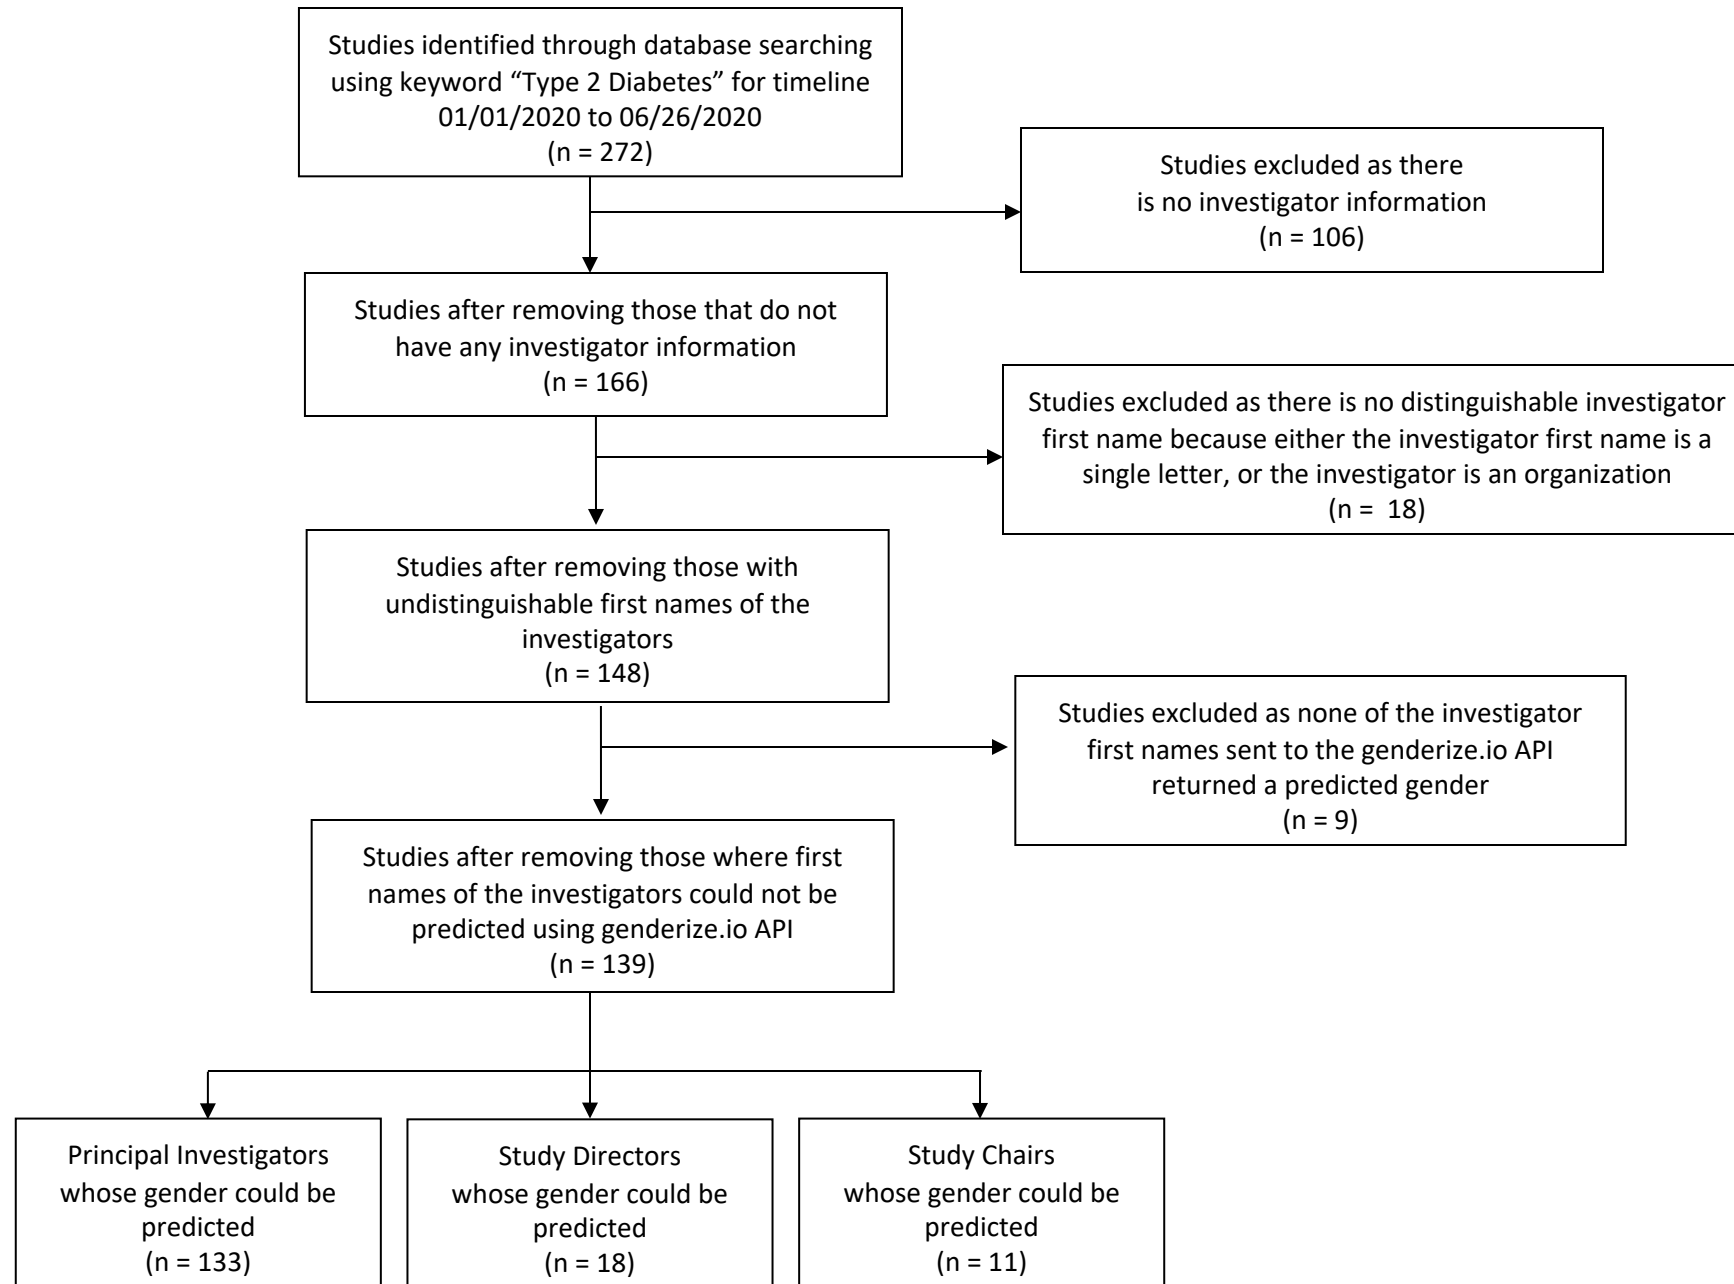 Studies identified through database searching
using keyword “Type 2 Diabetes” for timeline
01/01/2020 to 06/26/2020
(n = 272)
Studies excluded as there
is no investigator information
(n = 106)
Studies after removing those that do not
have any investigator information
(n = 166)
Studies excluded as there is no distinguishable investigator
first name because either the investigator first name is a
single letter, or the investigator is an organization
(n =  18)
Studies after removing those with
undistinguishable first names of the
investigators
(n = 148)
Studies excluded as none of the investigator
first names sent to the genderize.io API
returned a predicted gender
(n = 9)
Studies after removing those where first
names of the investigators could not be
predicted using genderize.io API
(n = 139)
Principal Investigators
whose gender could be
predicted
(n = 133)
Study Directors
whose gender could be
predicted
(n = 18)
Study Chairs
whose gender could be
predicted
(n = 11)